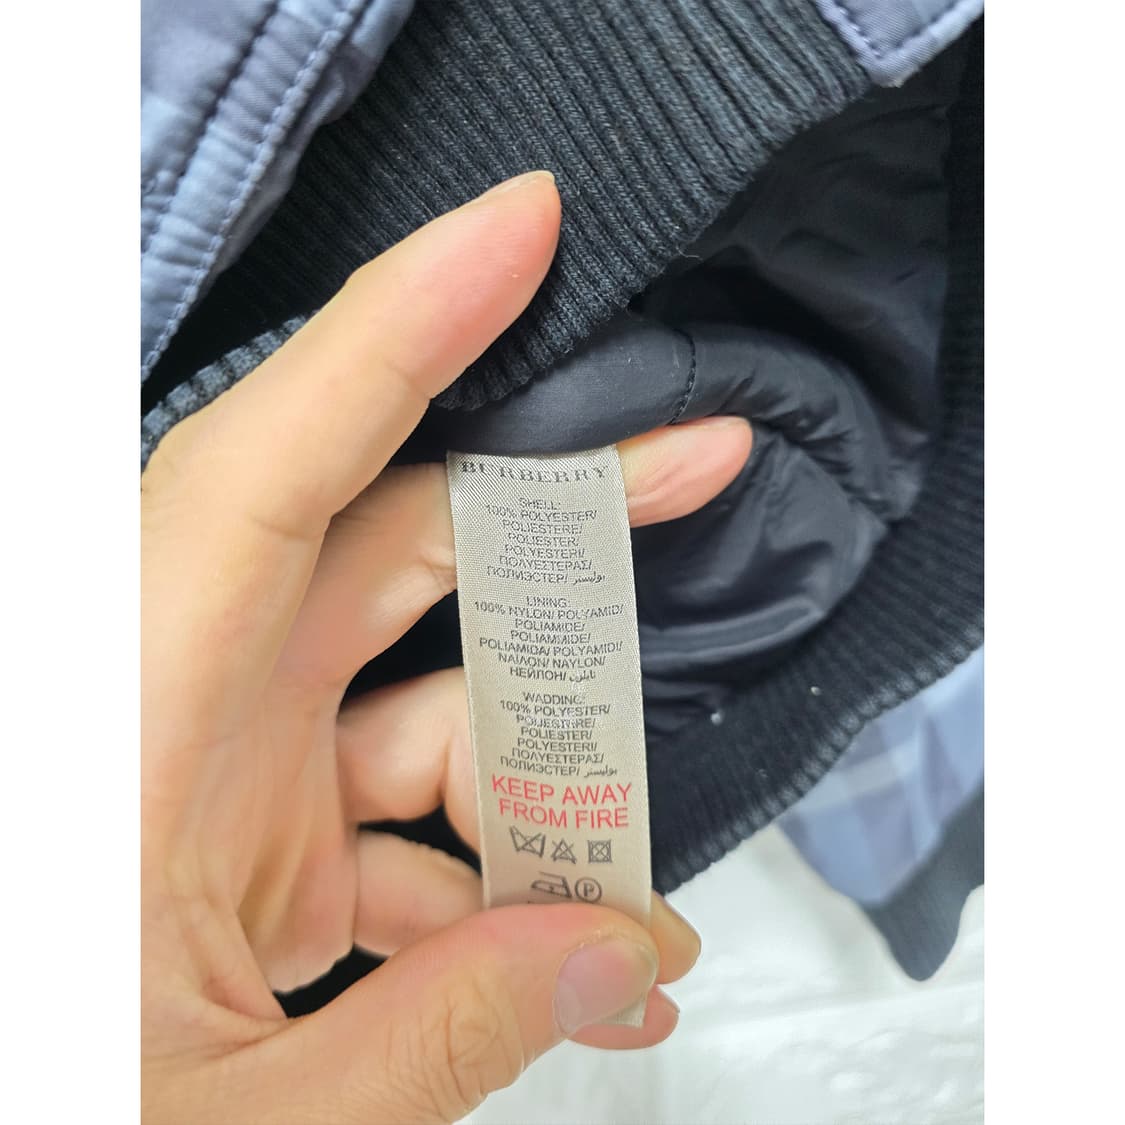 BURBERRY
SHELL:
100% POLYESTER/
POLIESTERE/
POLIESTER/
POLYESTERI/
ΠΟΛΥΕΣΤΕΡΑΣ/
ПОЛИЭСТЕР/ بوليستر
LINING:
100% NYLON/ POLYAMID/
POLIAMIDE/
POLIAMMIDE/
POLIAMIDA/ POLYAMIDI/
ΝΑΙΛΟΝ/ NAYLON/
НЕЙЛОН/ نايلون
WADDING:
100% POLYESTER/
POLIESTERE/
POLIESTER/
POLYESTERI/
ΠΟΛΥΕΣΤΕΡΑΣ/
ПОЛИЭСТЕР/ بوليستر
KEEP AWAY
FROM FIRE
P